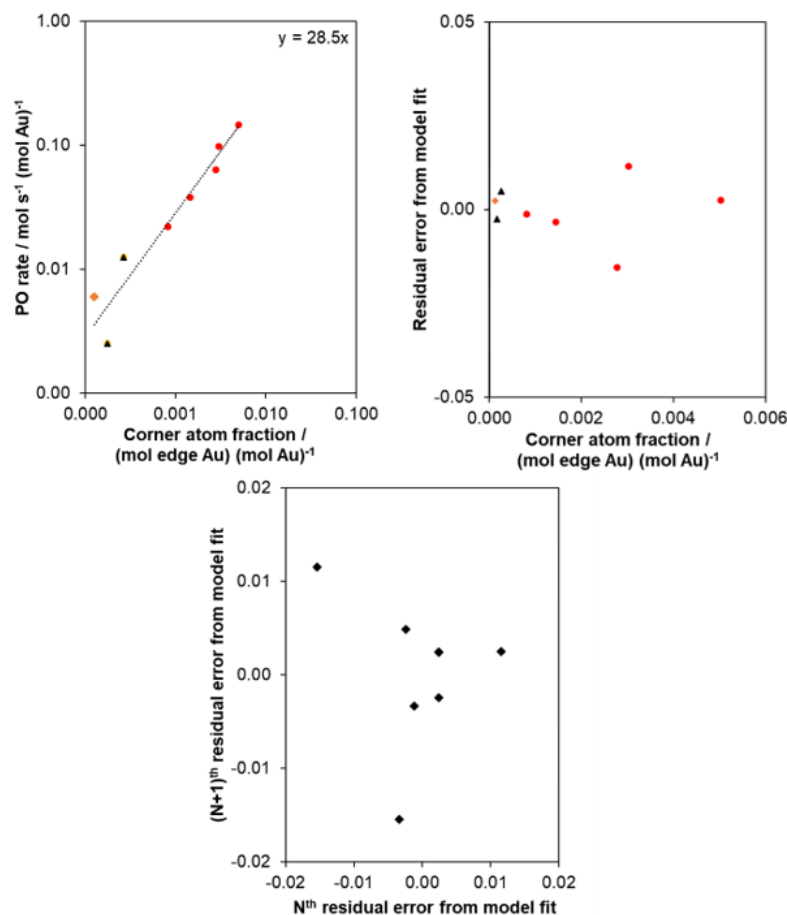 1.00
0.10
0.01
0.00
0.000
0.001
0.010
0.100
y = 28.5x
PO rate / mol s⁻¹ (mol Au)⁻¹
Corner atom fraction /
(mol edge Au) (mol Au)⁻¹
0.05
0.00
-0.05
0.000
0.002
0.004
0.006
Residual error from model fit
Corner atom fraction /
(mol edge Au) (mol Au)⁻¹
0.02
0.01
0.00
-0.01
-0.02
-0.02
-0.01
0.00
0.01
0.02
(N+1)ᵗʰ residual error from model fit
Nᵗʰ residual error from model fit